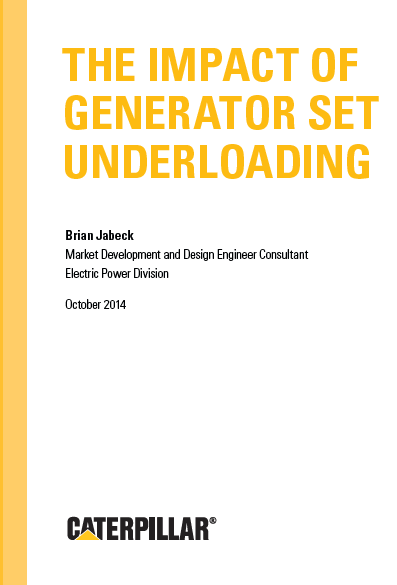 THE IMPACT OF
GENERATOR SET
UNDERLOADING
Brian Jabeck
Market Development and Design Engineer Consultant
Electric Power Division
October 2014
CATERPILLAR®